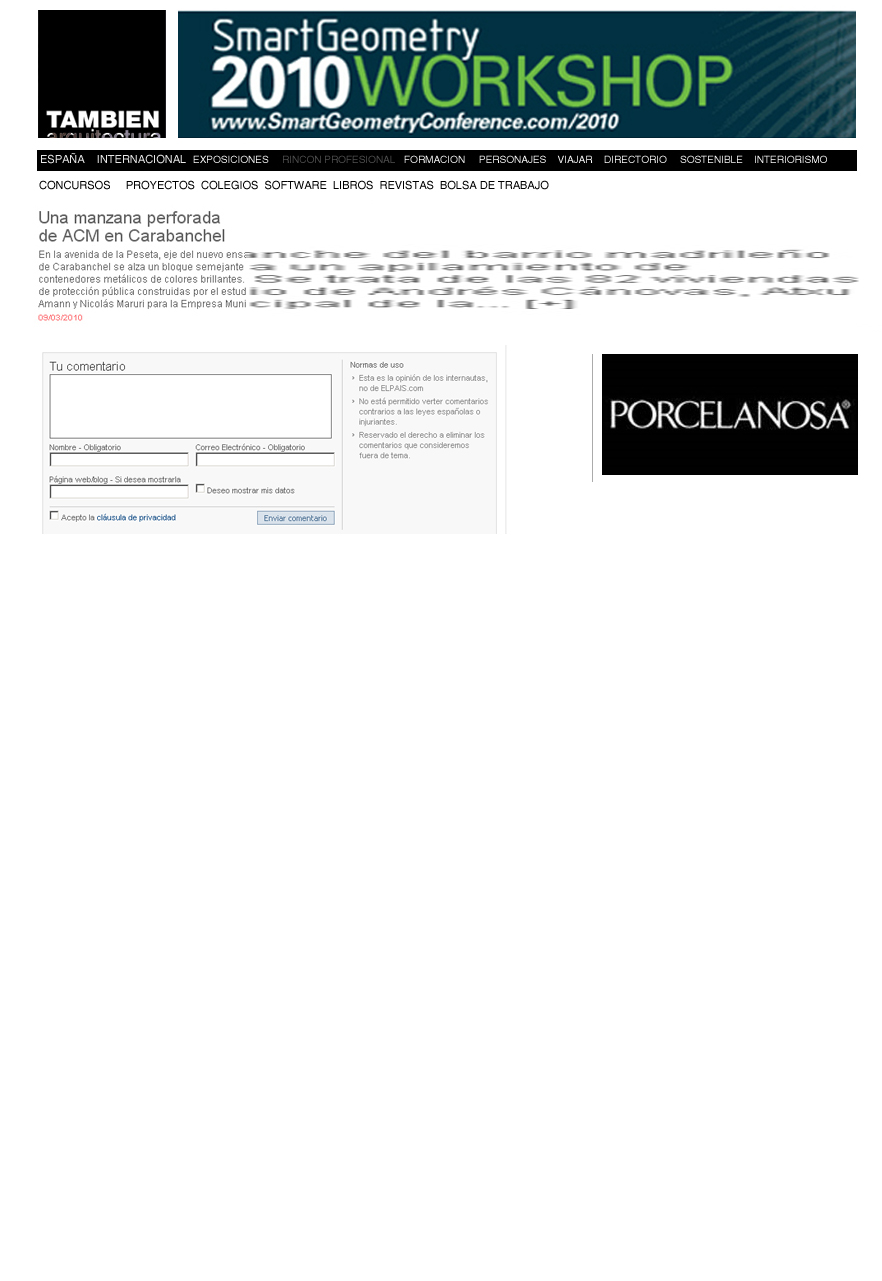 TAMBIEN
arquitectura
SmartGeometry
2010WORKSHOP
www.SmartGeometryConference.com/2010
ESPAÑA INTERNACIONAL EXPOSICIONES RINCON PROFESIONAL FORMACION PERSONAJES VIAJAR DIRECTORIO SOSTENIBLE INTERIORISMO
CONCURSOS PROYECTOS COLEGIOS SOFTWARE LIBROS REVISTAS BOLSA DE TRABAJO
Una manzana perforada
de ACM en Carabanchel
En la avenida de la Peseta, eje del nuevo ensanche del barrio madrileño
de Carabanchel se alza un bloque semejante a un apilamiento de
contenedores metálicos de colores brillantes. Se trata de las 82 viviendas
de protección pública construidas por el estudio de Andrés Cánovas, Atxu
Amann y Nicolás Maruri para la Empresa Municipal de la... [+]
09/03/2010
Tu comentario
Nombre - Obligatorio Correo Electrónico - Obligatorio
Página web/blog - Si desea mostrarla
Deseo mostrar mis datos
Acepto la cláusula de privacidad Enviar comentario
Normas de uso
Esta es la opinión de los internautas,
no de ELPAIS.com
No está permitido verter comentarios
contrarios a las leyes españolas o
injuriantes.
Reservado el derecho a eliminar los
comentarios que consideremos
fuera de tema.
PORCELANOSA®